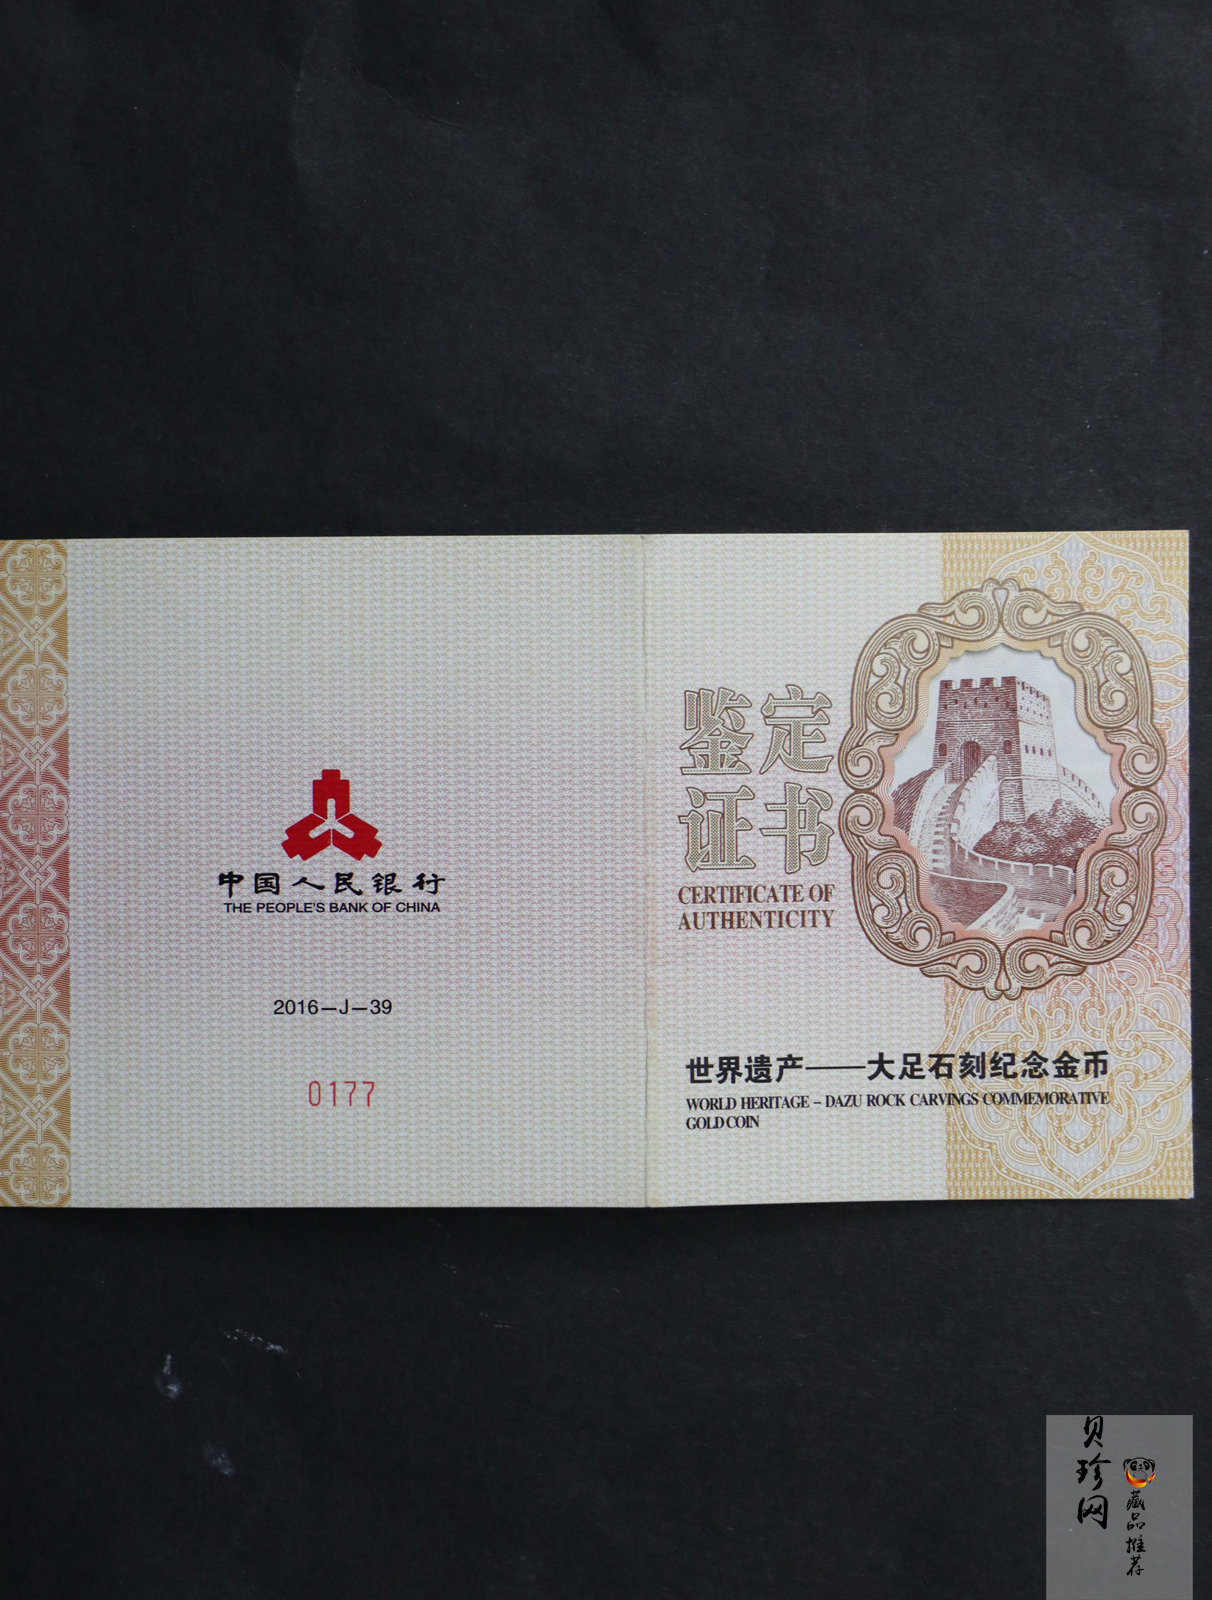 中国人民银行
THE PEOPLE'S BANK OF CHINA
2016—J—39
0177
鉴定
证书
CERTIFICATE OF
AUTHENTICITY
世界遗产——大足石刻纪念金币
WORLD HERITAGE – DAZU ROCK CARVINGS COMMEMORATIVE
GOLD COIN
贝珍网
藏品推荐